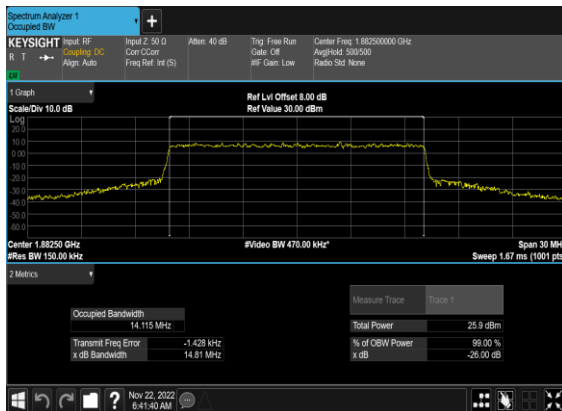 Spectrum Analyzer 1
Occupied BW
KEYSIGHT
R T
Input: RF
Coupling: DC
Align: Auto
Input Z: 50 Ω
Corr CCorr
Freq Ref: Int (S)
Atten: 40 dB
Trig: Free Run
Gate: Off
#IF Gain: Low
Center Freq: 1.882500000 GHz
Avg|Hold: 500/500
Radio Std: None
1 Graph
Scale/Div 10.0 dB
Ref Lvl Offset 8.00 dB
Ref Value 30.00 dBm
Log
20.0
10.0
0.00
-10.0
-20.0
-30.0
-40.0
-50.0
-60.0
Center 1.88250 GHz
#Res BW 150.00 kHz
#Video BW 470.00 kHz*
Span 30 MH
Sweep 1.67 ms (1001 pts
2 Metrics
Occupied Bandwidth
14.115 MHz
Transmit Freq Error -1.428 kHz
x dB Bandwidth 14.81 MHz
Measure Trace Trace 1
Total Power 25.9 dBm
% of OBW Power 99.00 %
x dB -26.00 dB
Nov 22, 2022
6:41:40 AM